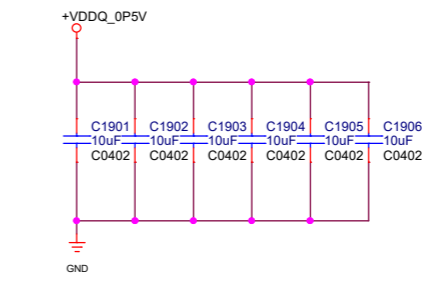 +VDDQ_0P5V
C1901 C1902 C1903 C1904 C1905 C1906
10uF 10uF 10uF 10uF 10uF 10uF
C0402 C0402 C0402 C0402 C0402 C0402
GND